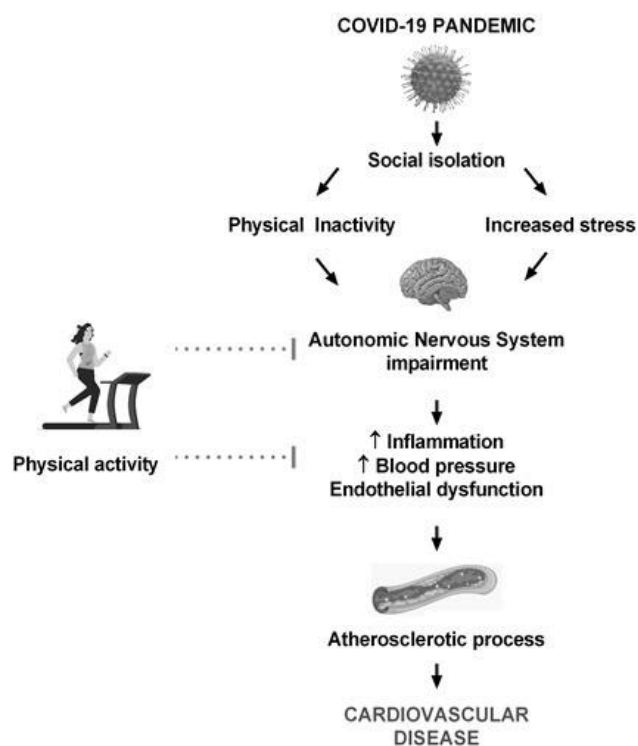 COVID-19 PANDEMIC
Social isolation
Physical Inactivity
Increased stress
Autonomic Nervous System
impairment
Physical activity
↑ Inflammation
↑ Blood pressure
Endothelial dysfunction
Atherosclerotic process
CARDIOVASCULAR
DISEASE